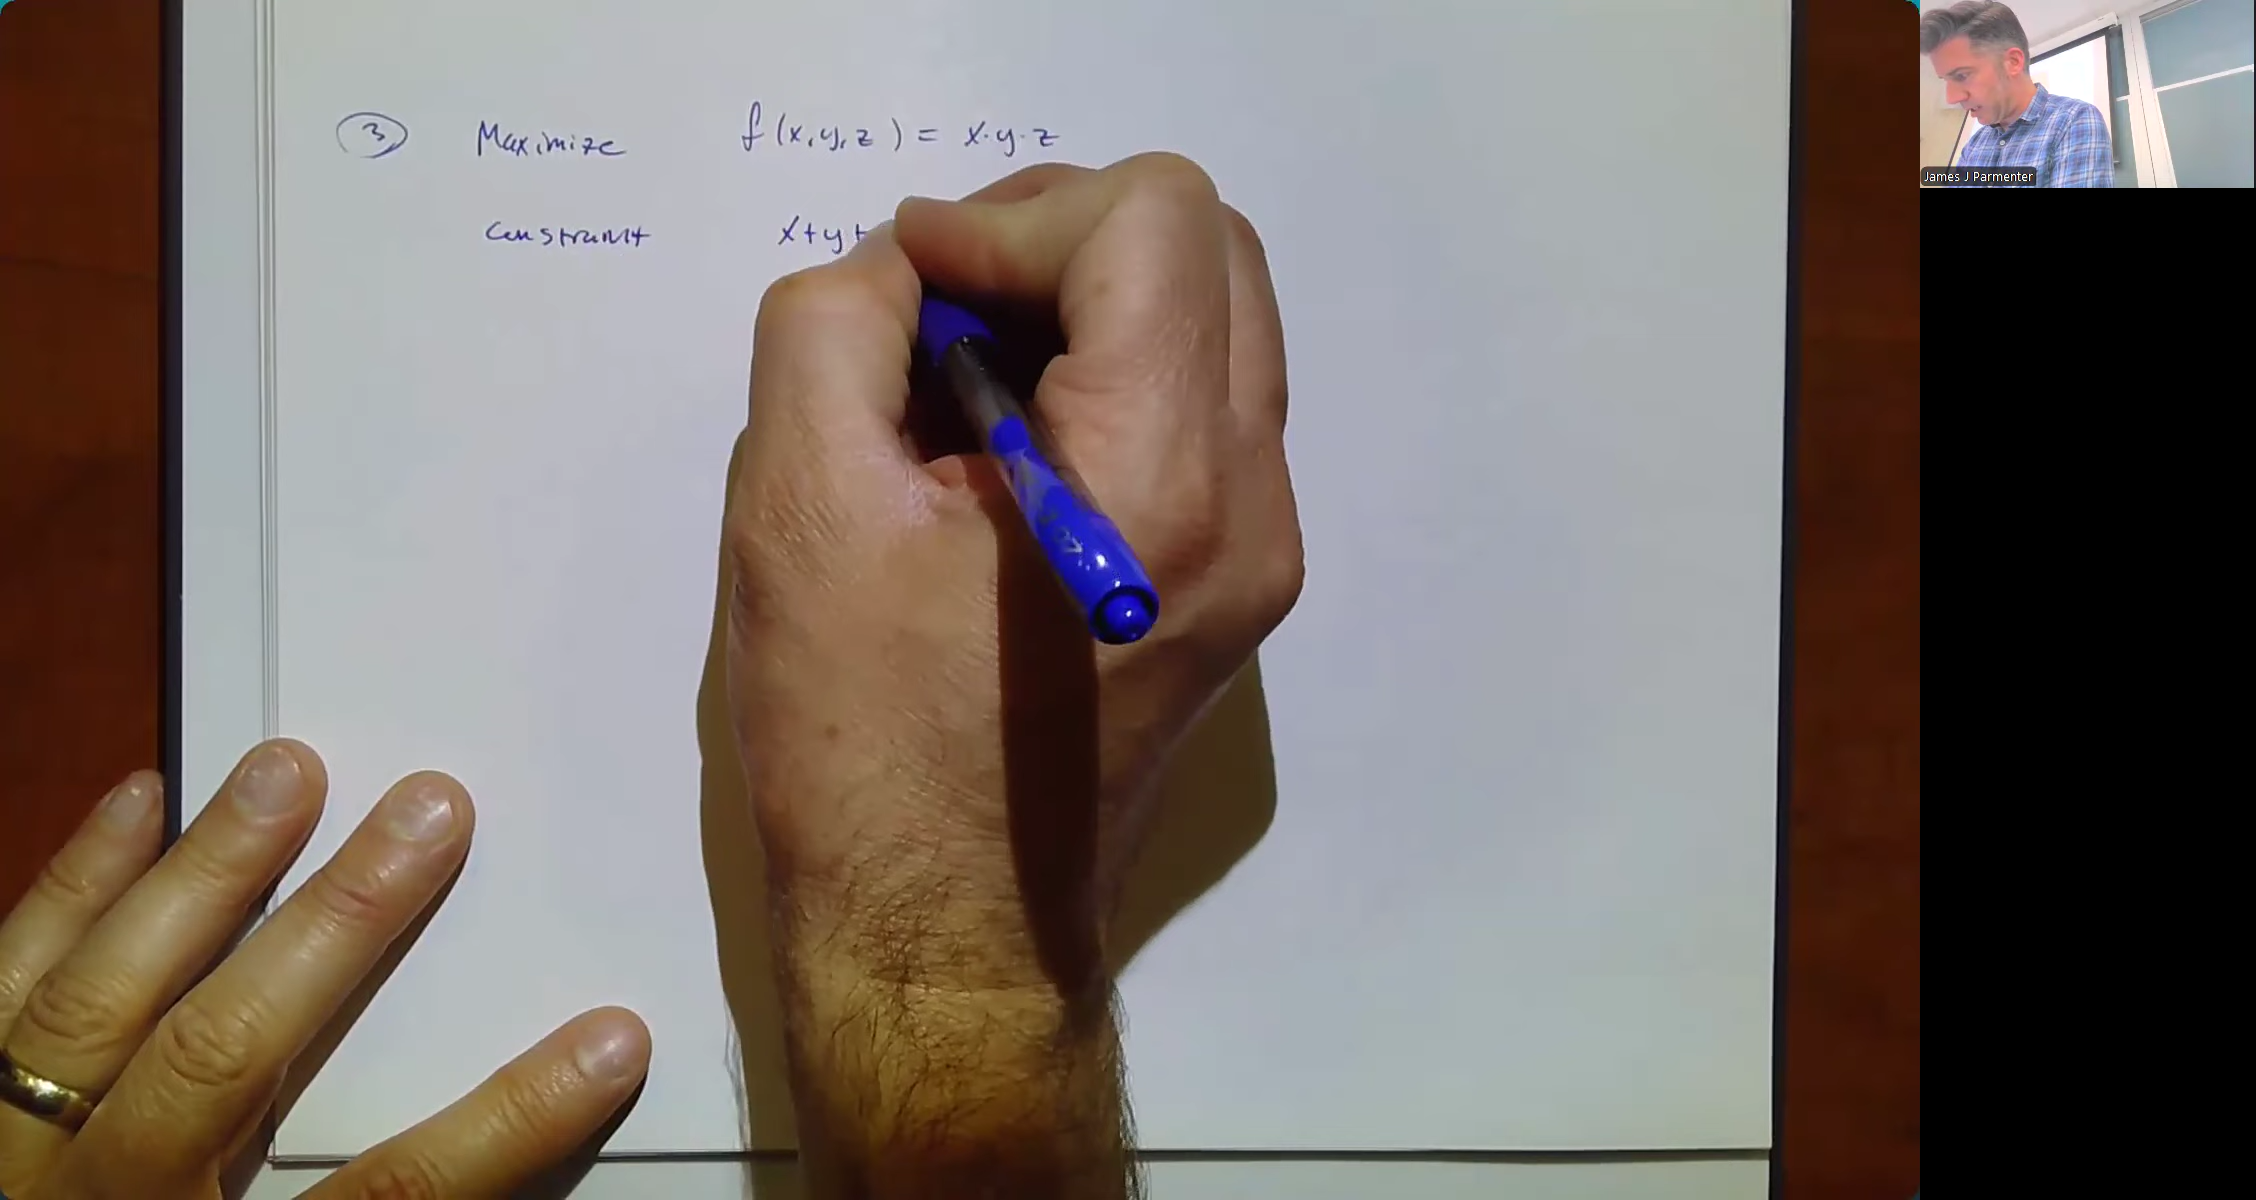 3 Maximize f(x,y,z) = x·y·z
Constraint x+y+
James J Parmenter